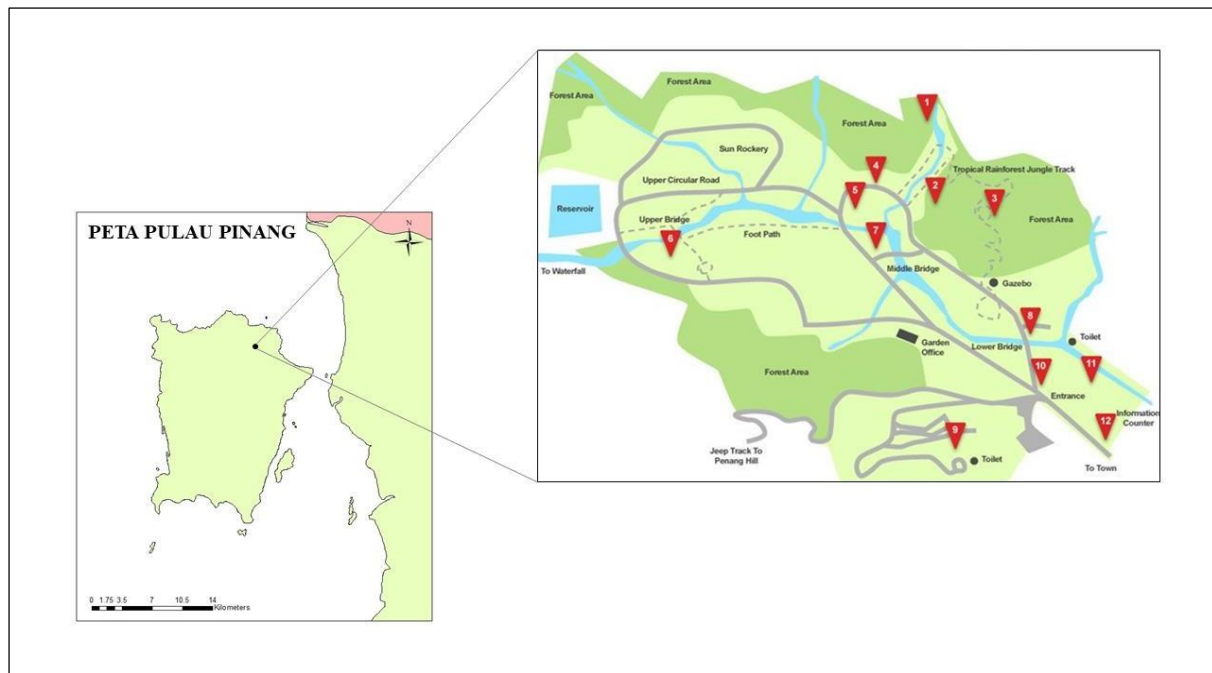 PETA PULAU PINANG
N
0 1.75 3.5 7 10.5 14
Kilometers
Forest Area
Forest Area
Forest Area
1
Sun Rockery
4
Tropical Rainforest Jungle Track
Upper Circular Road
5
2
3
Reservoir
Upper Bridge
Forest Area
6
Foot Path
7
To Waterfall
Middle Bridge
Gazebo
8
Garden
Office
Lower Bridge
Toilet
Forest Area
10
11
Entrance
Information
Counter
9
12
Jeep Track To
Penang Hill
Toilet
To Town